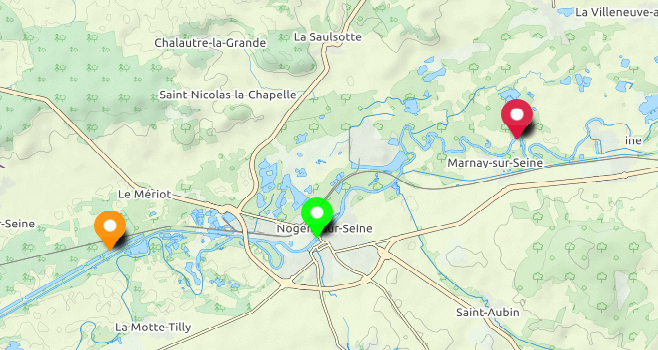 La Villeneuve-a
La Saulsotte
Chalautre-la-Grande
Saint Nicolas-la-Chapelle
ine
Marnay-sur-Seine
Le Mériot
r-Seine
sur-Seine
Saint-Aubin
La Motte-Tilly